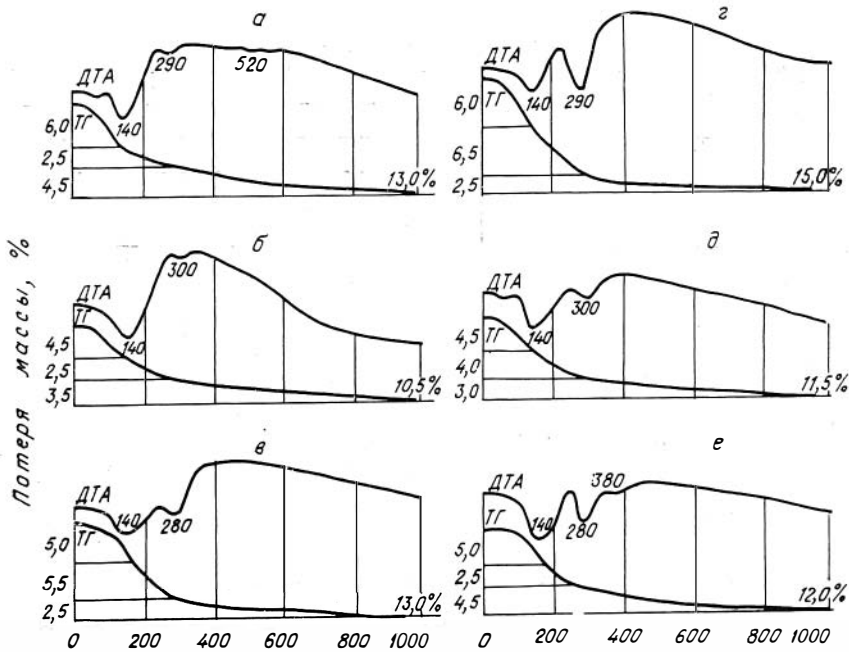 Потеря массы, %
а
ДТА
ТГ
140
290
520
6,0
2,5
4,5
13,0%
б
ДТА
ТГ
140
300
4,5
2,5
3,5
10,5%
в
ДТА
ТГ
140
280
5,0
5,5
2,5
13,0%
0 200 400 600 800 1000
г
ДТА
ТГ
140
290
6,0
6,5
2,5
15,0%
д
ДТА
ТГ
140
300
4,5
4,0
3,0
11,5%
е
ДТА
ТГ
140
280
380
5,0
2,5
4,5
12,0%
0 200 400 600 800 1000